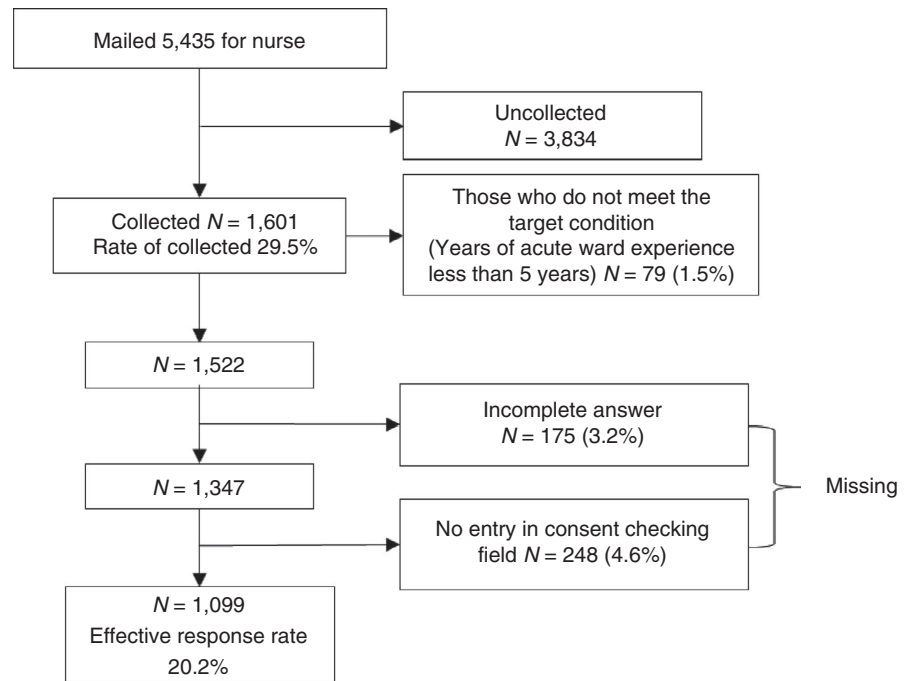 Mailed 5,435 for nurse
Uncollected
N = 3,834
Collected N = 1,601
Rate of collected 29.5%
Those who do not meet the
target condition
(Years of acute ward experience
less than 5 years) N = 79 (1.5%)
N = 1,522
Incomplete answer
N = 175 (3.2%)
N = 1,347
Missing
No entry in consent checking
field N = 248 (4.6%)
N = 1,099
Effective response rate
20.2%